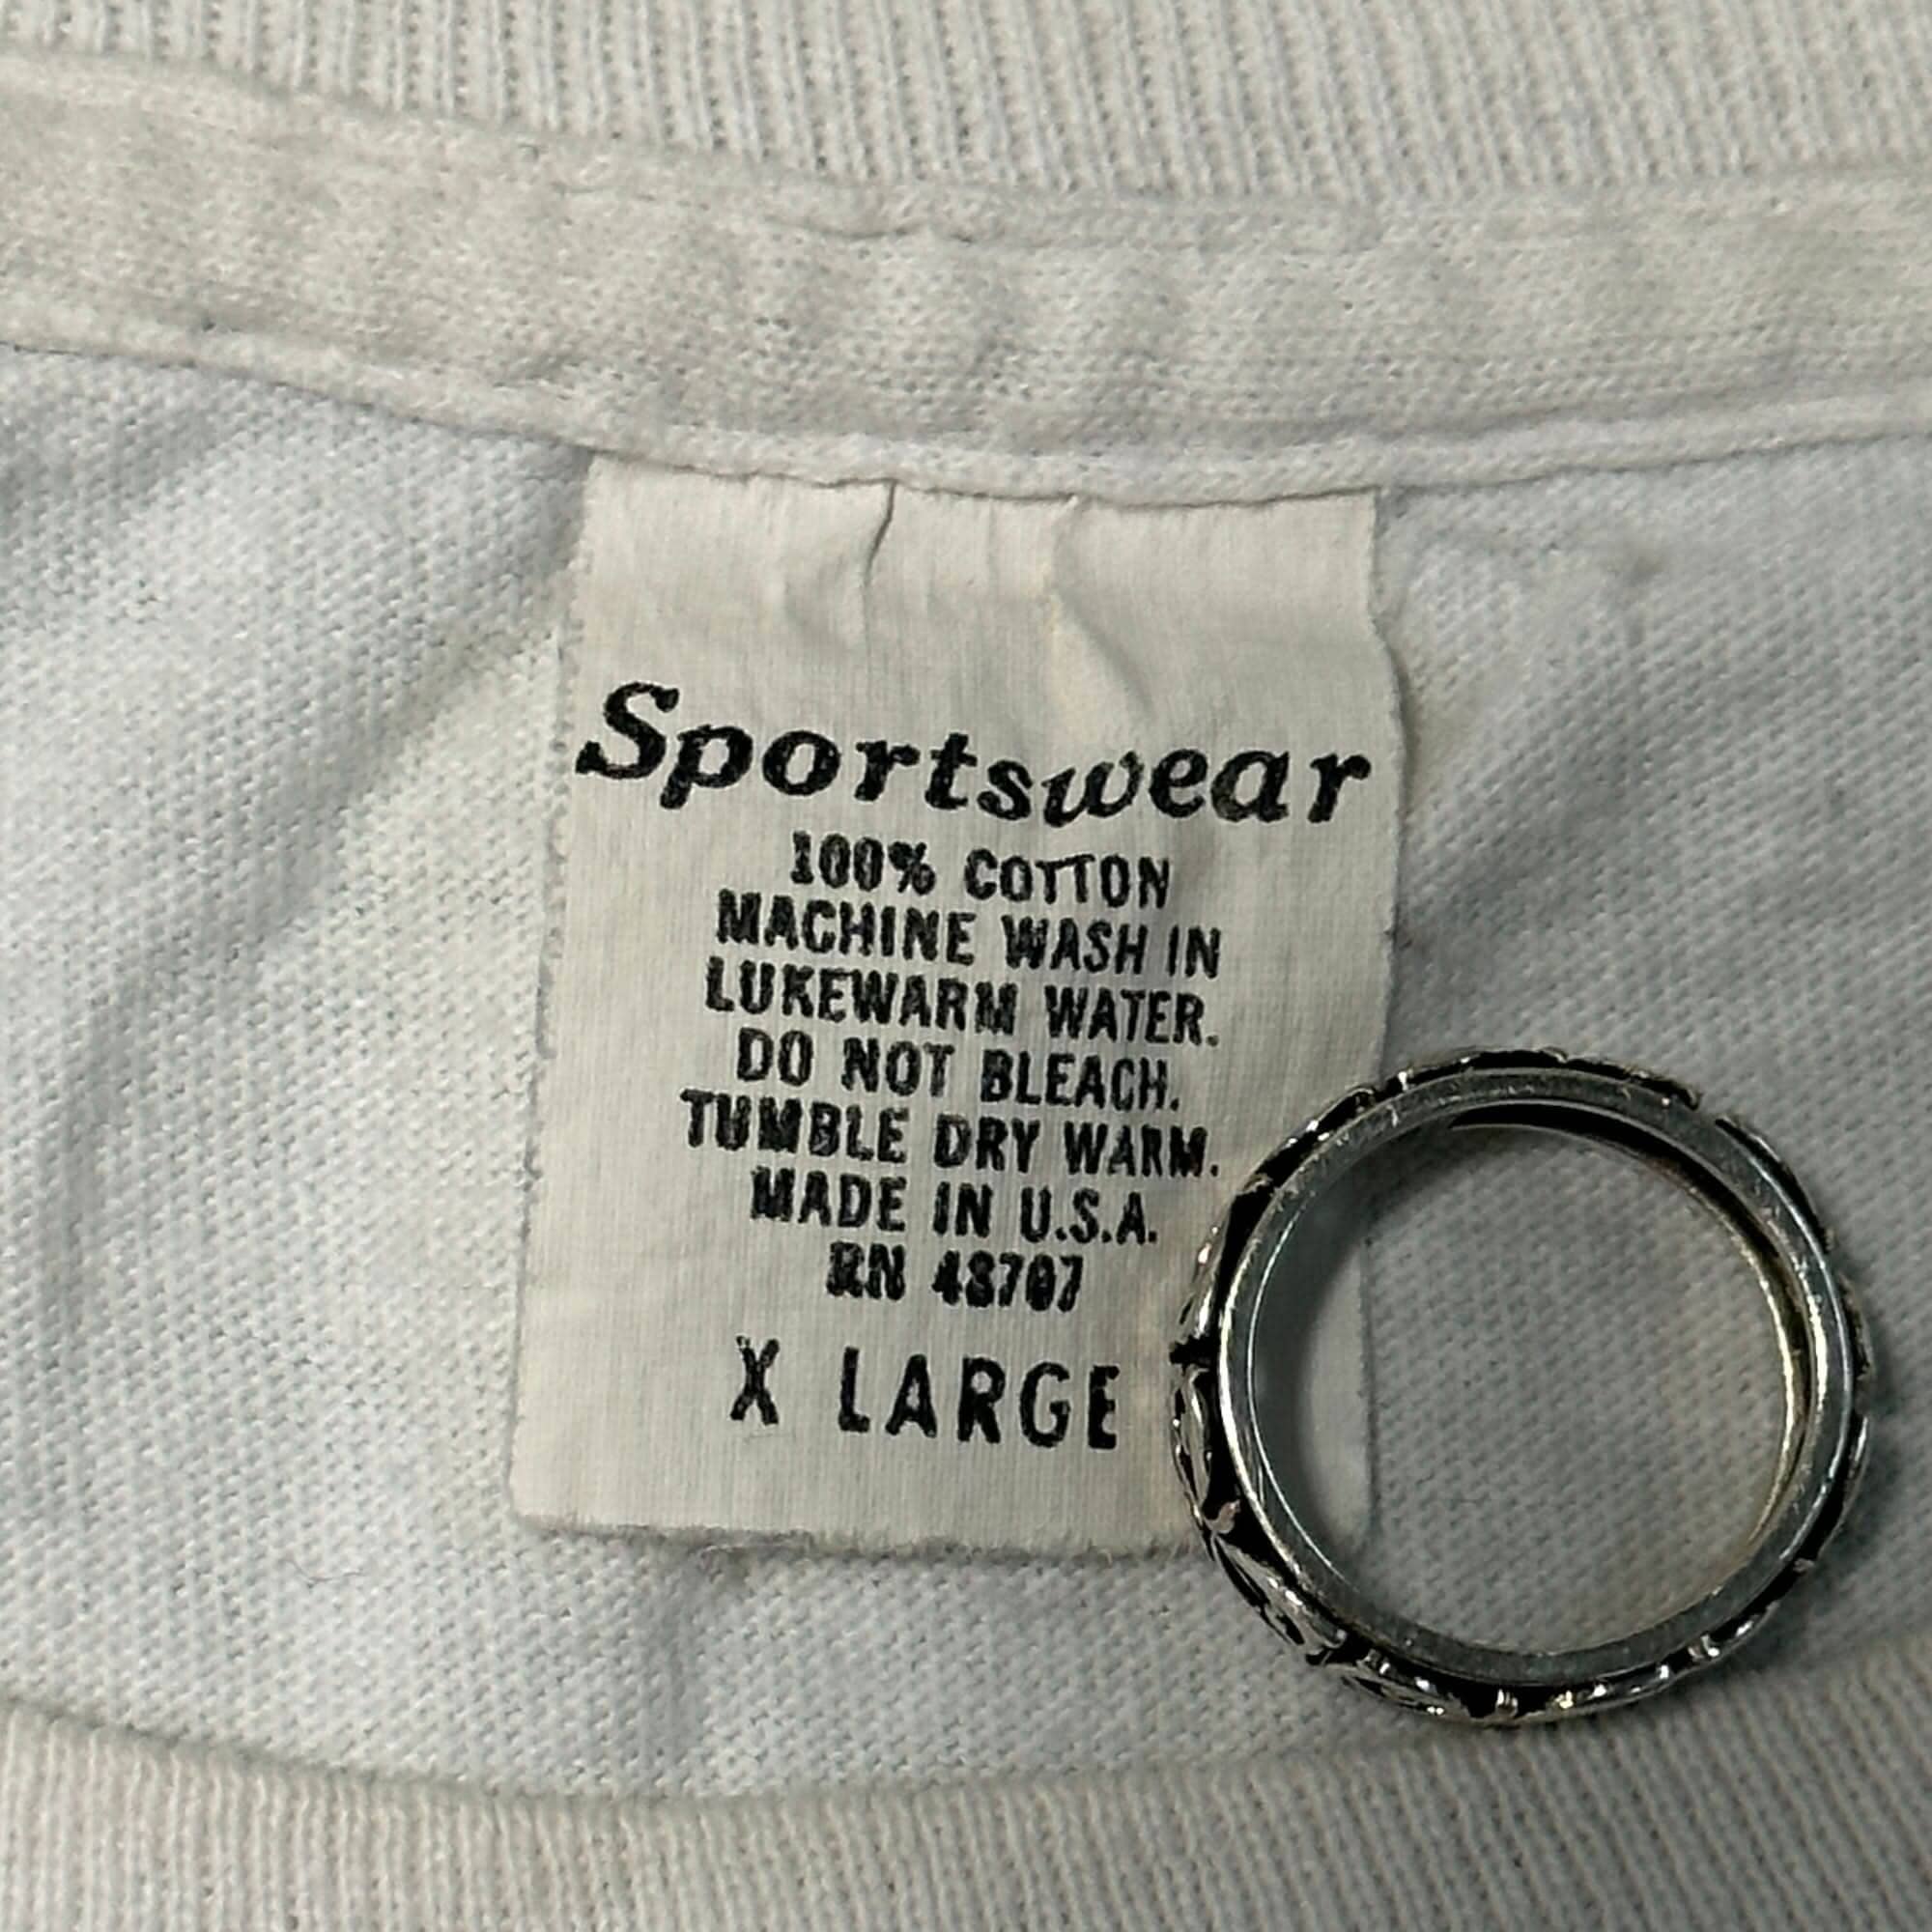 Sportswear
100% COTTON
MACHINE WASH IN
LUKEWARM WATER.
DO NOT BLEACH.
TUMBLE DRY WARM.
MADE IN U.S.A.
RN 48707
X LARGE